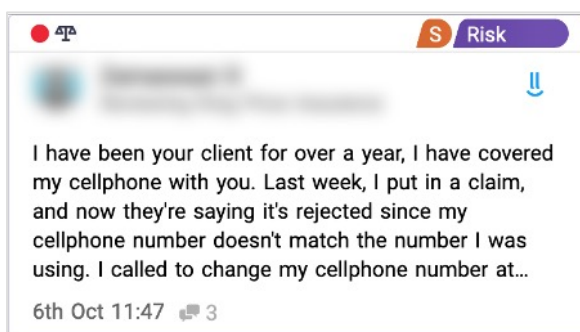 S Risk
I have been your client for over a year, I have covered
my cellphone with you. Last week, I put in a claim,
and now they're saying it's rejected since my
cellphone number doesn't match the number I was
using. I called to change my cellphone number at...
6th Oct 11:47 3